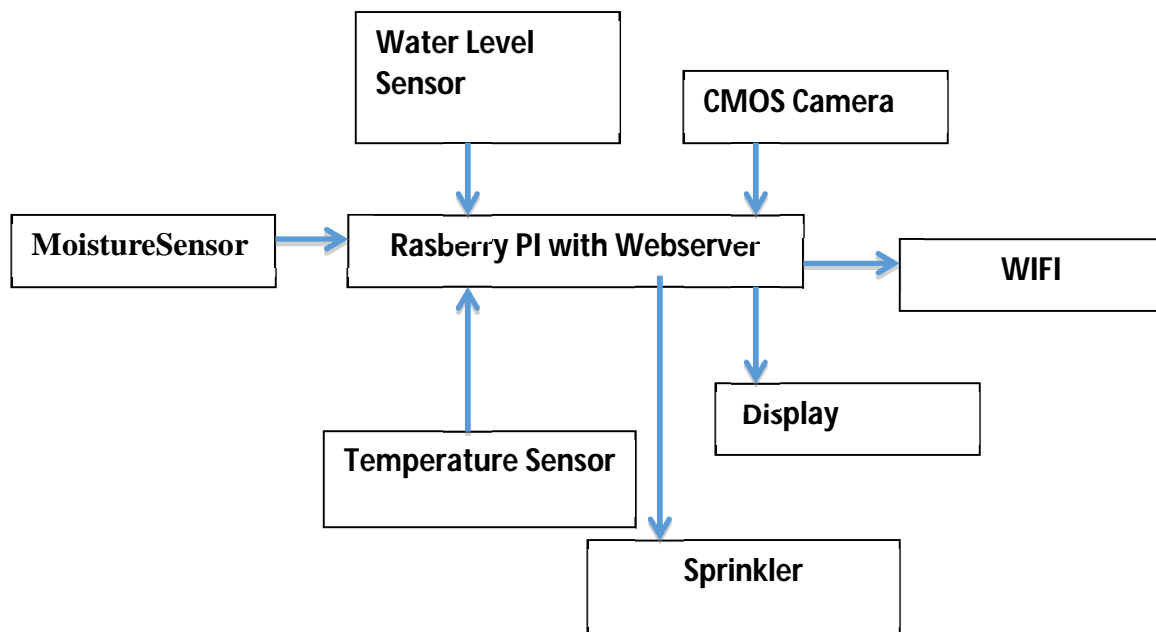 Water Level
Sensor
CMOS Camera
MoistureSensor
Rasberry PI with Webserver
WIFI
Display
Temperature Sensor
Sprinkler